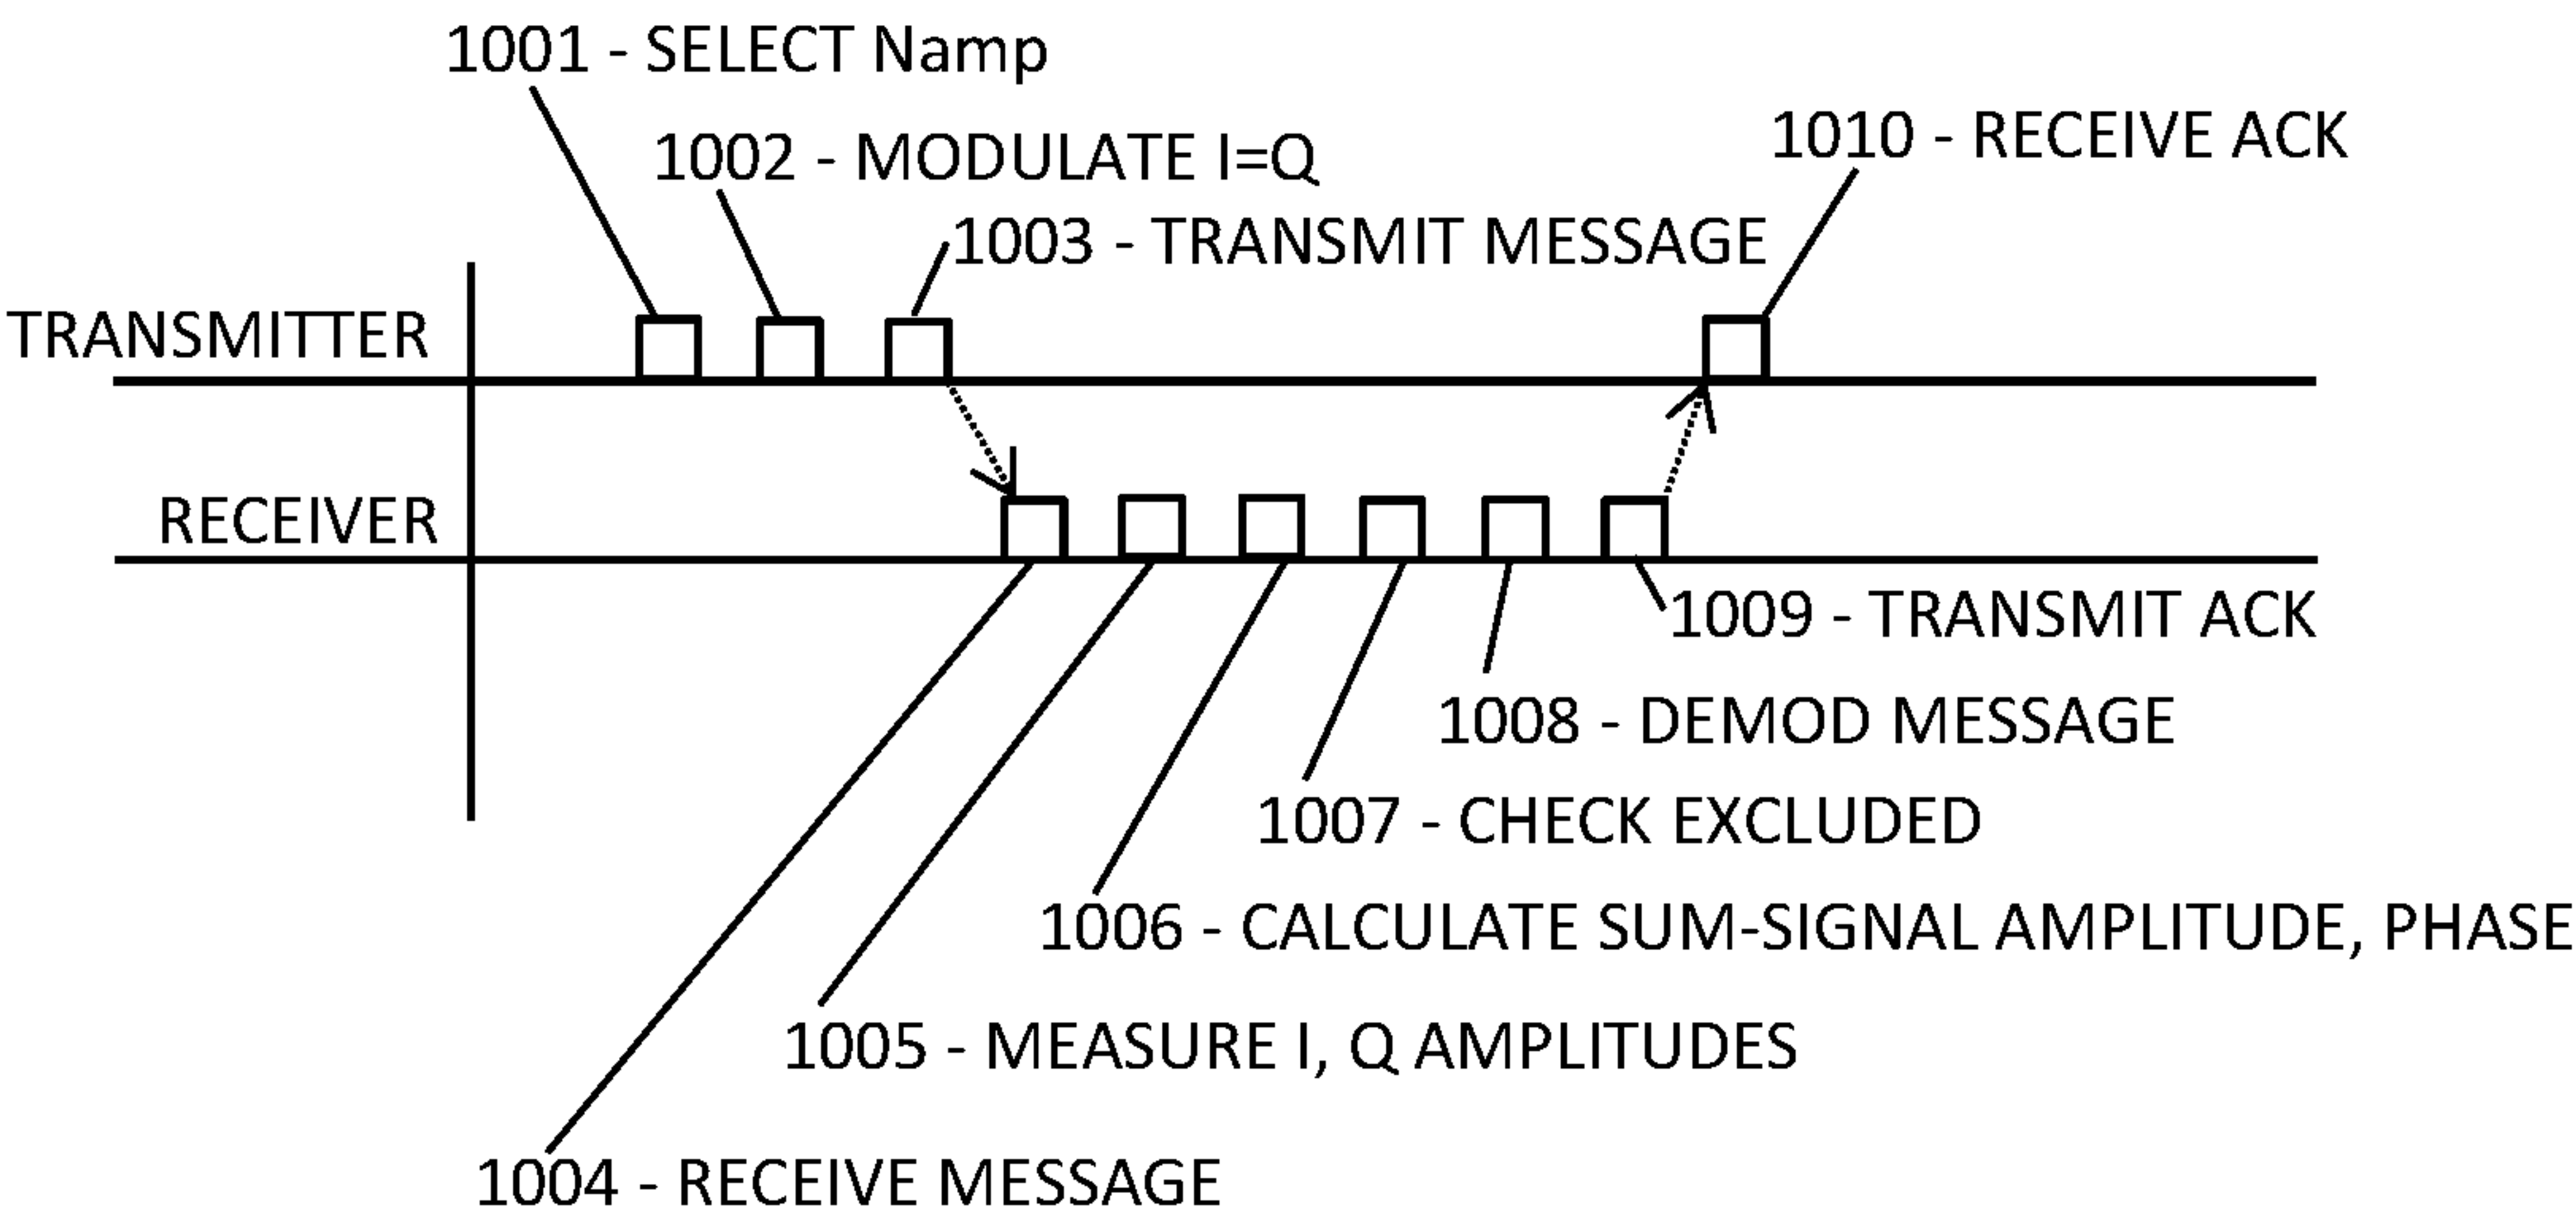 1001 - SELECT Namp
1002 - MODULATE I=Q
1003 - TRANSMIT MESSAGE
1010 - RECEIVE ACK
TRANSMITTER
RECEIVER
1009 - TRANSMIT ACK
1008 - DEMOD MESSAGE
1007 - CHECK EXCLUDED
1006 - CALCULATE SUM-SIGNAL AMPLITUDE, PHASE
1005 - MEASURE I, Q AMPLITUDES
1004 - RECEIVE MESSAGE